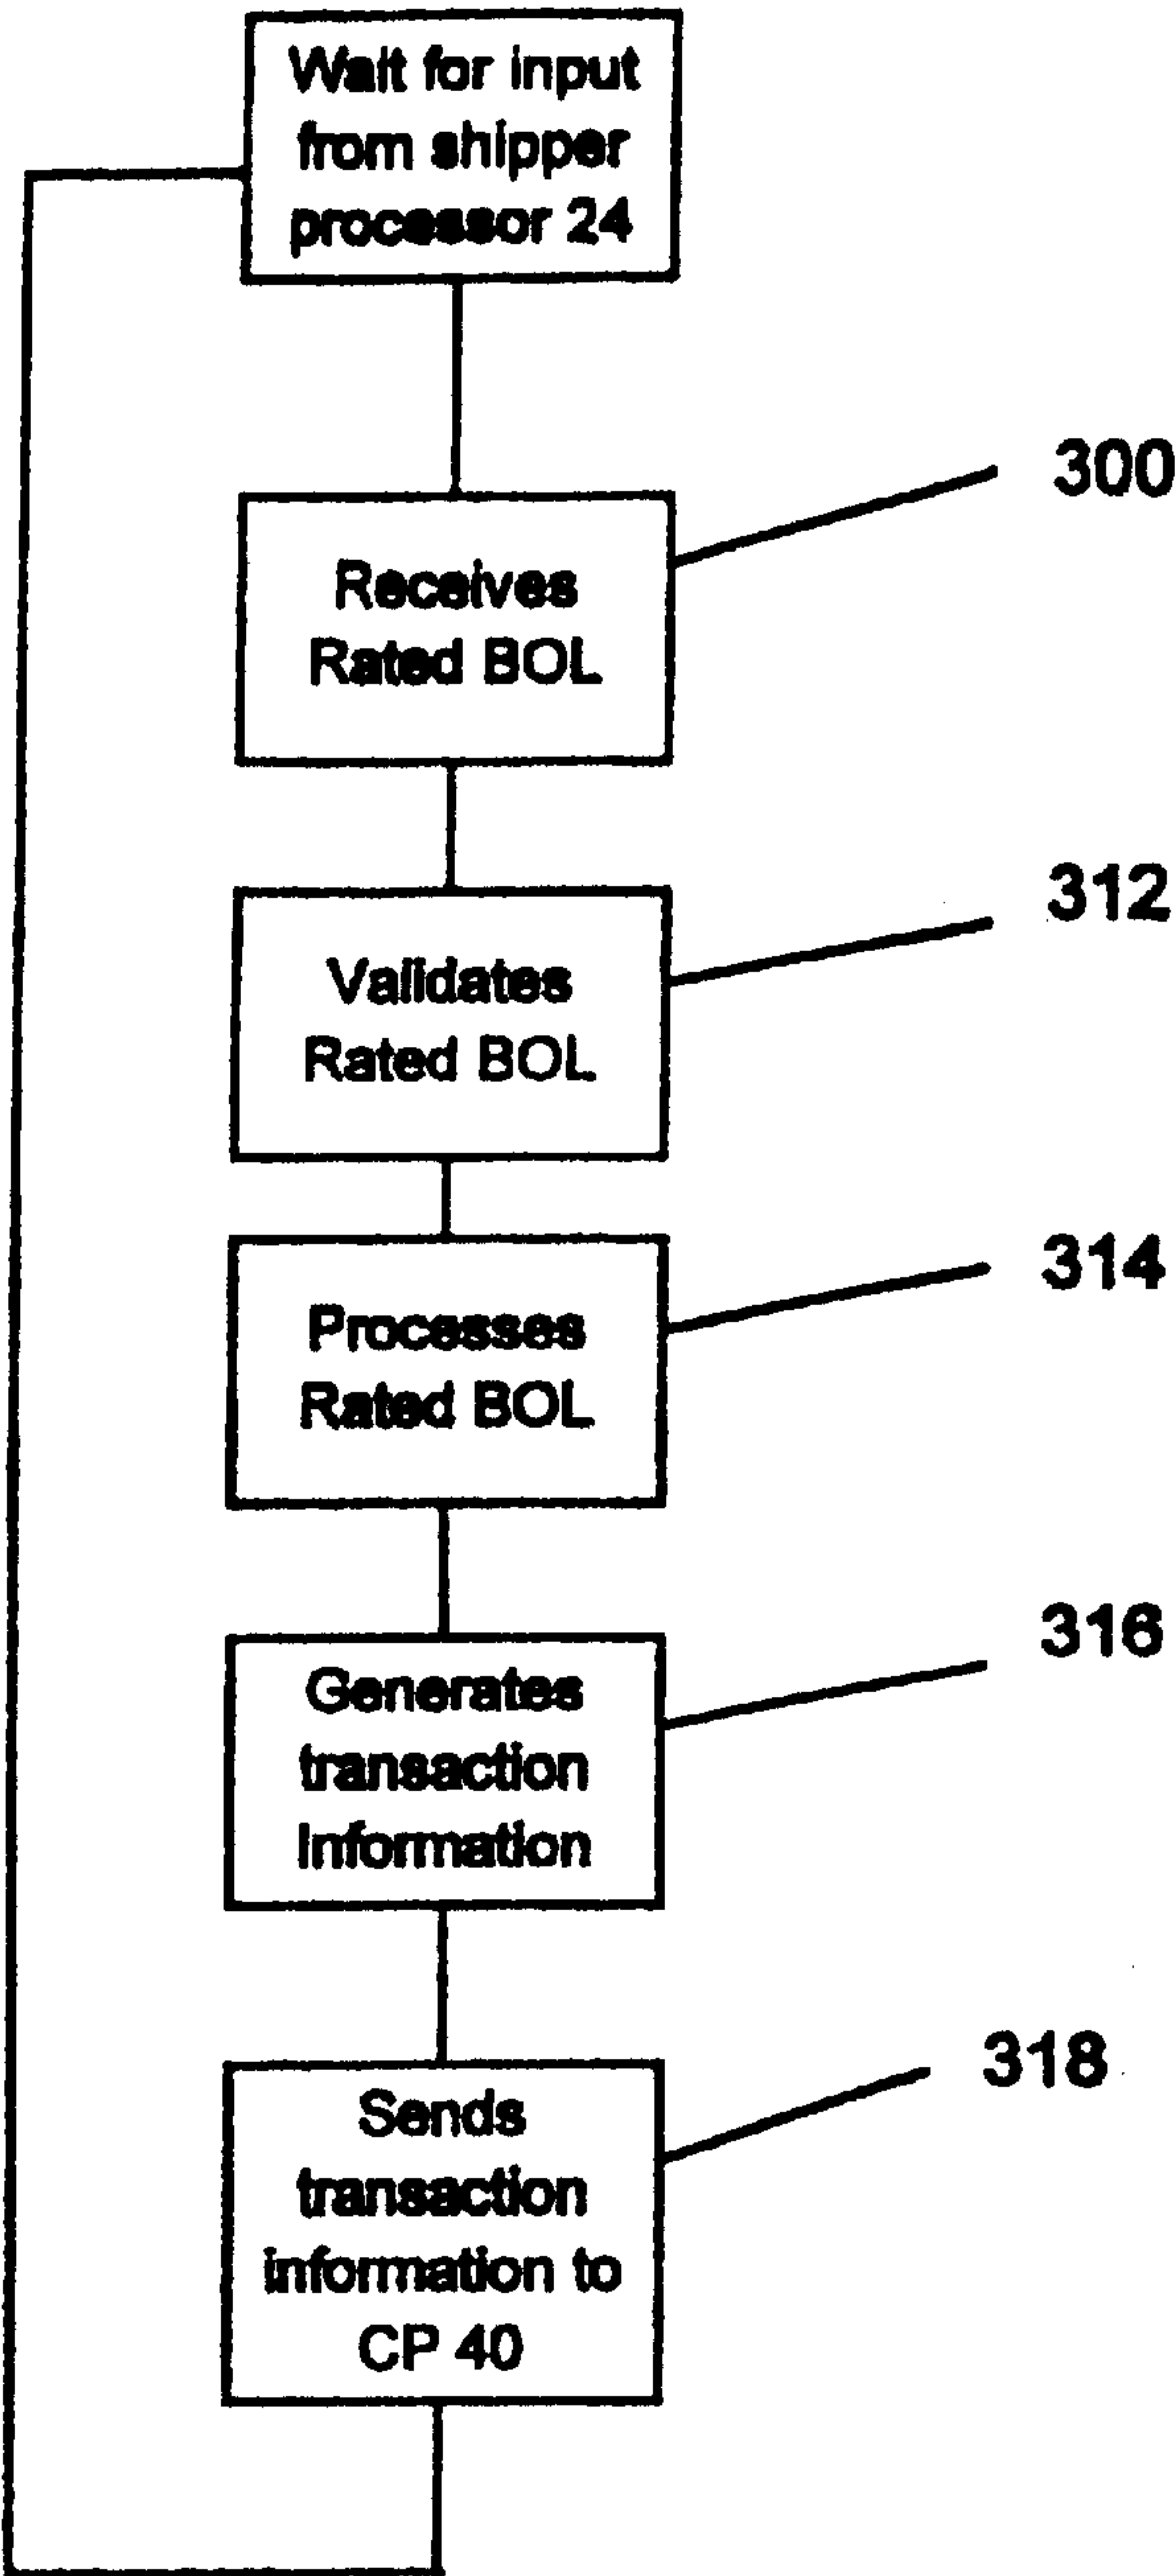 Wait for input
from shipper
processor 24
300
Receives
Rated BOL
312
Validates
Rated BOL
314
Processes
Rated BOL
316
Generates
transaction
Information
318
Sends
transaction
information to
CP 40